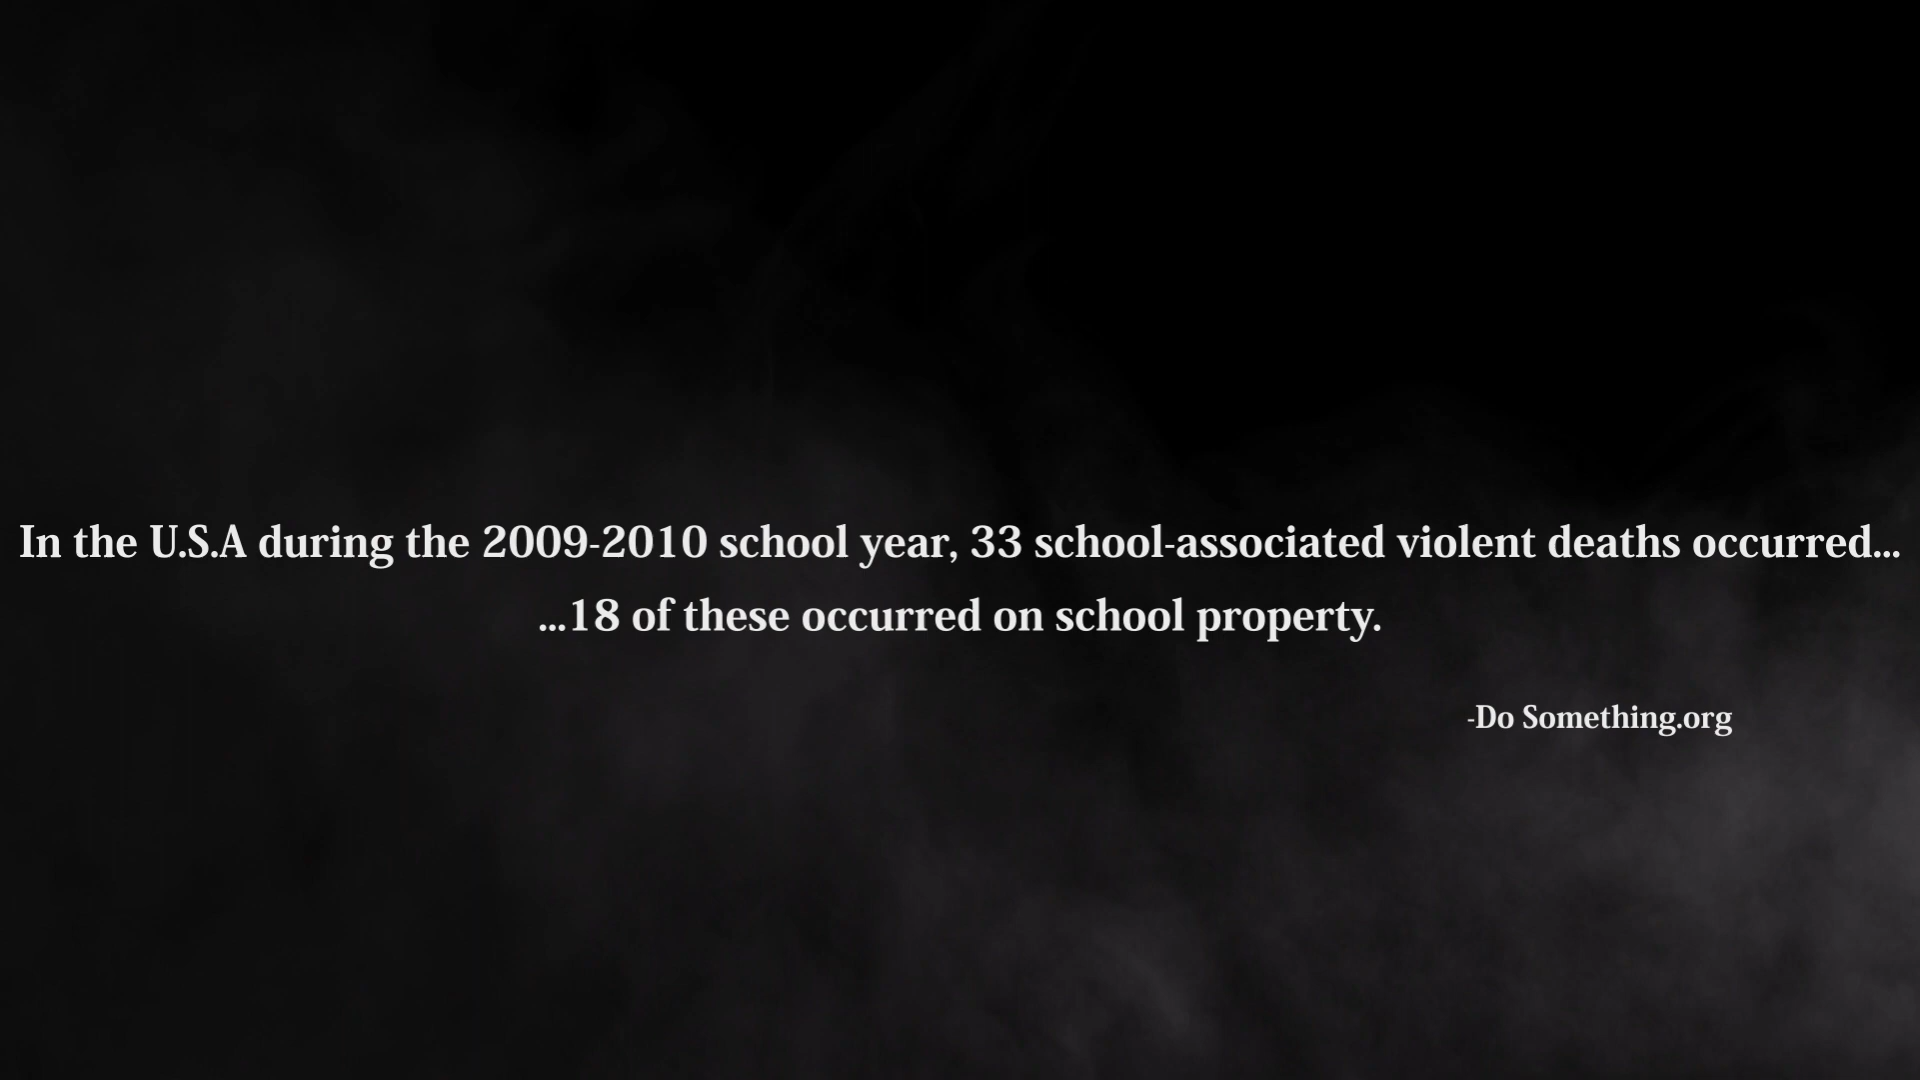 In the U.S.A during the 2009-2010 school year, 33 school-associated violent deaths occurred...
...18 of these occurred on school property.
-Do Something.org